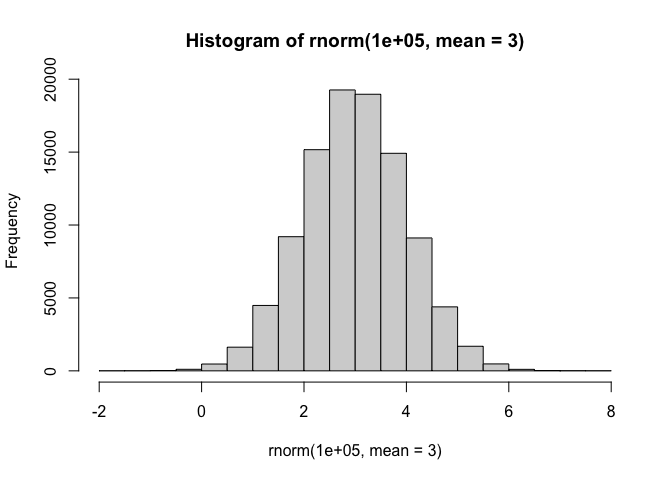 Histogram of rnorm(1e+05, mean = 3)
Frequency
20000
15000
10000
5000
0
-2 0 2 4 6 8
rnorm(1e+05, mean = 3)